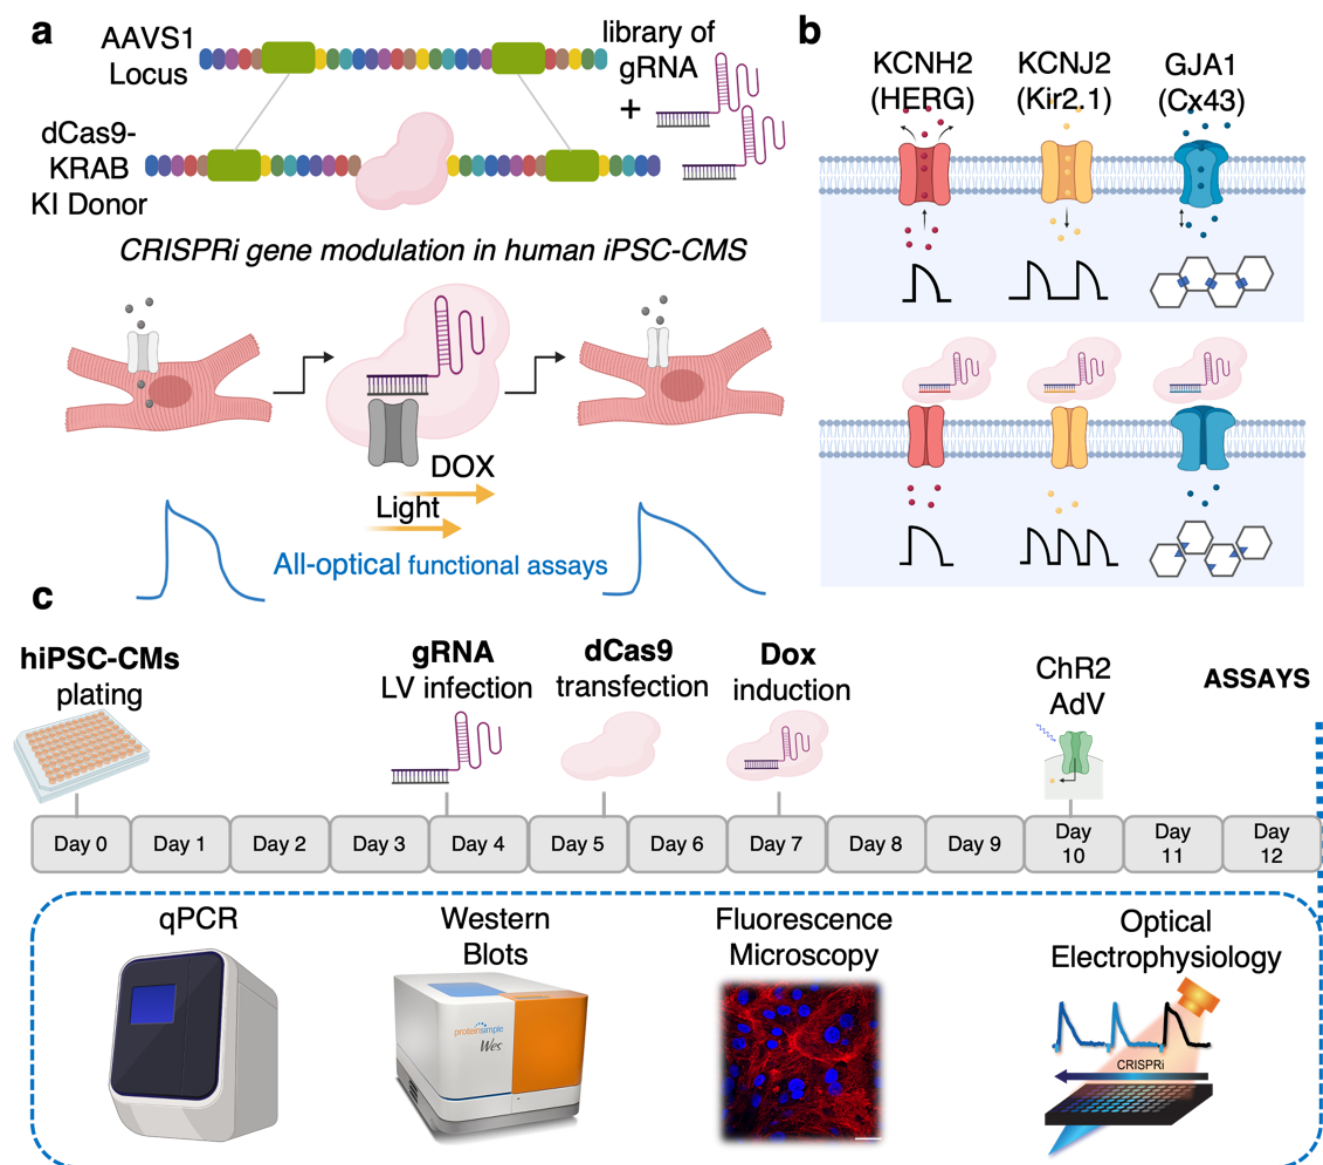 a
AAVS1
Locus
library of
gRNA
+
dCas9-
KRAB
KI Donor
CRISPRi gene modulation in human iPSC-CMS
DOX
Light
All-optical functional assays
b
KCNH2
(HERG)
KCNJ2
(Kir2.1)
GJA1
(Cx43)
c
hiPSC-CMs
plating
gRNA
LV infection
dCas9
transfection
Dox
induction
ChR2
AdV
ASSAYS
Day 0
Day 1
Day 2
Day 3
Day 4
Day 5
Day 6
Day 7
Day 8
Day 9
Day
10
Day
11
Day
12
qPCR
Western
Blots
proteinsimple
Wes
Fluorescence
Microscopy
Optical
Electrophysiology
CRISPRi